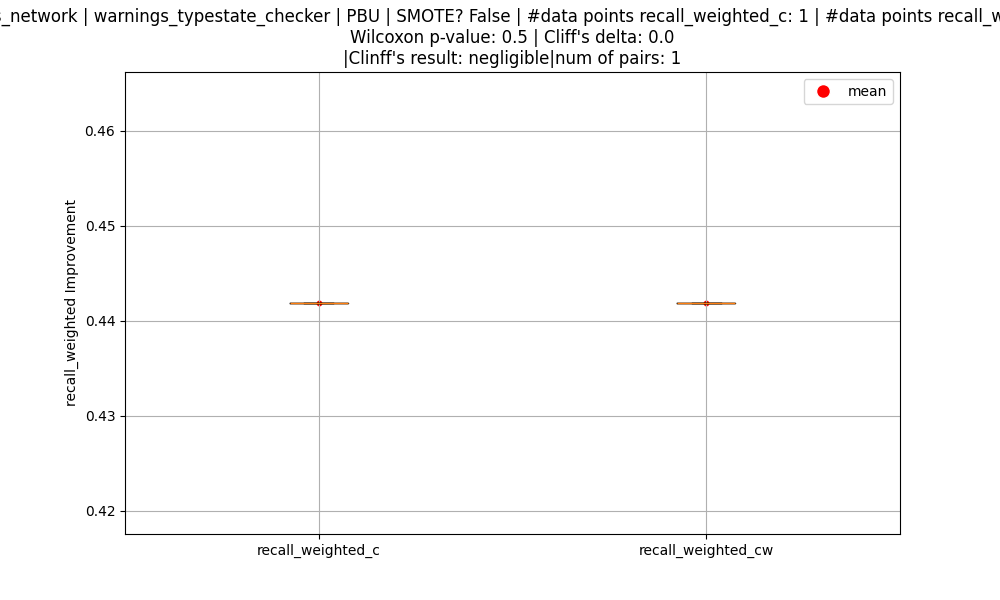 _network | warnings_typestate_checker | PBU | SMOTE? False | #data points recall_weighted_c: 1 | #data points
Wilcoxon p-value: 0.5 | Cliff's delta: 0.0
|Clinff's result: negligible|num of pairs: 1
mean
0.46
0.45
0.44
0.43
0.42
recall_weighted Improvement
recall_weighted_c
recall_weighted_cw